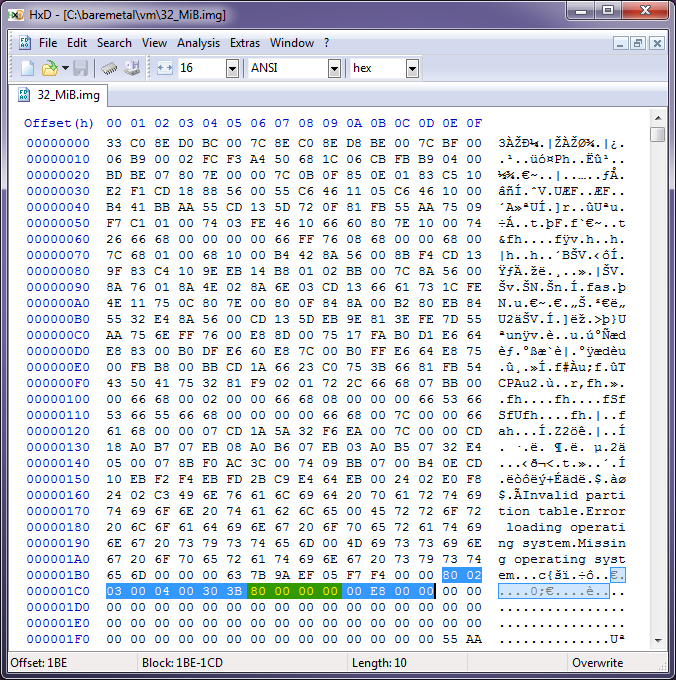 HxD - [C:\baremetal\vm\32_MiB.img]
File Edit Search View Analysis Extras Window ?
16 ANSI hex
32_MiB.img
Offset(h) 00 01 02 03 04 05 06 07 08 09 0A 0B 0C 0D 0E 0F
00000000 33 C0 8E D0 BC 00 7C 8E C0 8E D8 BE 00 7C BF 00 3ÀŽÐ¼.|ŽÀŽØ¾.|¿.
00000010 06 B9 00 02 FC F3 A4 50 68 1C 06 CB FB B9 04 00 .¹..üó¤Ph..Ëû¹..
00000020 BD BE 07 80 7E 00 00 7C 0B 0F 85 0E 01 83 C5 10 ½¾.€~..|..…..ƒÅ.
00000030 E2 F1 CD 18 88 56 00 55 C6 46 11 05 C6 46 10 00 âñÍ.ˆV.UÆF..ÆF..
00000040 B4 41 BB AA 55 CD 13 5D 72 0F 81 FB 55 AA 75 09 ´A»ªUÍ.]r..ûUªu.
00000050 F7 C1 01 00 74 03 FE 46 10 66 60 80 7E 10 00 74 ÷Á..t.þF.f`€~..t
00000060 26 66 68 00 00 00 00 66 FF 76 08 68 00 00 68 00 &fh....fÿv.h..h.
00000070 7C 68 01 00 68 10 00 B4 42 8A 56 00 8B F4 CD 13 |h..h..´BŠV.‹ôÍ.
00000080 9F 83 C4 10 9E EB 14 B8 01 02 BB 00 7C 8A 56 00 ŸƒÄ.žë.¸..».|ŠV.
00000090 8A 76 01 8A 4E 02 8A 6E 03 CD 13 66 61 73 1C FE Šv.ŠN.Šn.Í.fas.þ
000000A0 4E 11 75 0C 80 7E 00 80 0F 84 8A 00 B2 80 EB 84 N.u.€~.€.„Š.²€ë„
000000B0 55 32 E4 8A 56 00 CD 13 5D EB 9E 81 3E FE 7D 55 U2äŠV.Í.]ëž.>þ}U
000000C0 AA 75 6E FF 76 00 E8 8D 00 75 17 FA B0 D1 E6 64 ªunÿv.è..u.ú°Ñæd
000000D0 E8 83 00 B0 DF E6 60 E8 7C 00 B0 FF E6 64 E8 75 èƒ.°ßæ`è|.°ÿædèu
000000E0 00 FB B8 00 BB CD 1A 66 23 C0 75 3B 66 81 FB 54 .û¸.»Í.f#Àu;f.ûT
000000F0 43 50 41 75 32 81 F9 02 01 72 2C 66 68 07 BB 00 CPAu2.ù..r,fh.».
00000100 00 66 68 00 02 00 00 66 68 08 00 00 00 66 53 66 .fh....fh....fSf
00000110 53 66 55 66 68 00 00 00 00 66 68 00 7C 00 00 66 SfUfh....fh.|..f
00000120 61 68 00 00 07 CD 1A 5A 32 F6 EA 00 7C 00 00 CD ah...Í.Z2öê.|..Í
00000130 18 A0 B7 07 EB 08 A0 B6 07 EB 03 A0 B5 07 32 E4 . ·.ë. ¶.ë. µ.2ä
00000140 05 00 07 8B F0 AC 3C 00 74 09 BB 07 00 B4 0E CD ...‹ð¬<.t.»..´.Í
00000150 10 EB F2 F4 EB FD 2B C9 E4 64 EB 00 24 02 E0 F8 .ëòôëý+Éädë.$.àø
00000160 24 02 C3 49 6E 76 61 6C 69 64 20 70 61 72 74 69 $.ÃInvalid parti
00000170 74 69 6F 6E 20 74 61 62 6C 65 00 45 72 72 6F 72 tion table.Error
00000180 20 6C 6F 61 64 69 6E 67 20 6F 70 65 72 61 74 69  loading operati
00000190 6E 67 20 73 79 73 74 65 6D 00 4D 69 73 73 69 6E ng system.Missin
000001A0 67 20 6F 70 65 72 61 74 69 6E 67 20 73 79 73 74 g operating syst
000001B0 65 6D 00 00 00 63 7B 9A EF 05 F7 F4 00 00 80 02 em...c{šï.÷ô..€.
000001C0 03 00 04 00 30 3B 80 00 00 00 00 E8 00 00 00 00 ....0;€....è....
000001D0 00 00 00 00 00 00 00 00 00 00 00 00 00 00 00 00 ................
000001E0 00 00 00 00 00 00 00 00 00 00 00 00 00 00 00 00 ................
000001F0 00 00 00 00 00 00 00 00 00 00 00 00 00 00 55 AA ..............Uª
Offset: 1BE Block: 1BE-1CD Length: 10 Overwrite